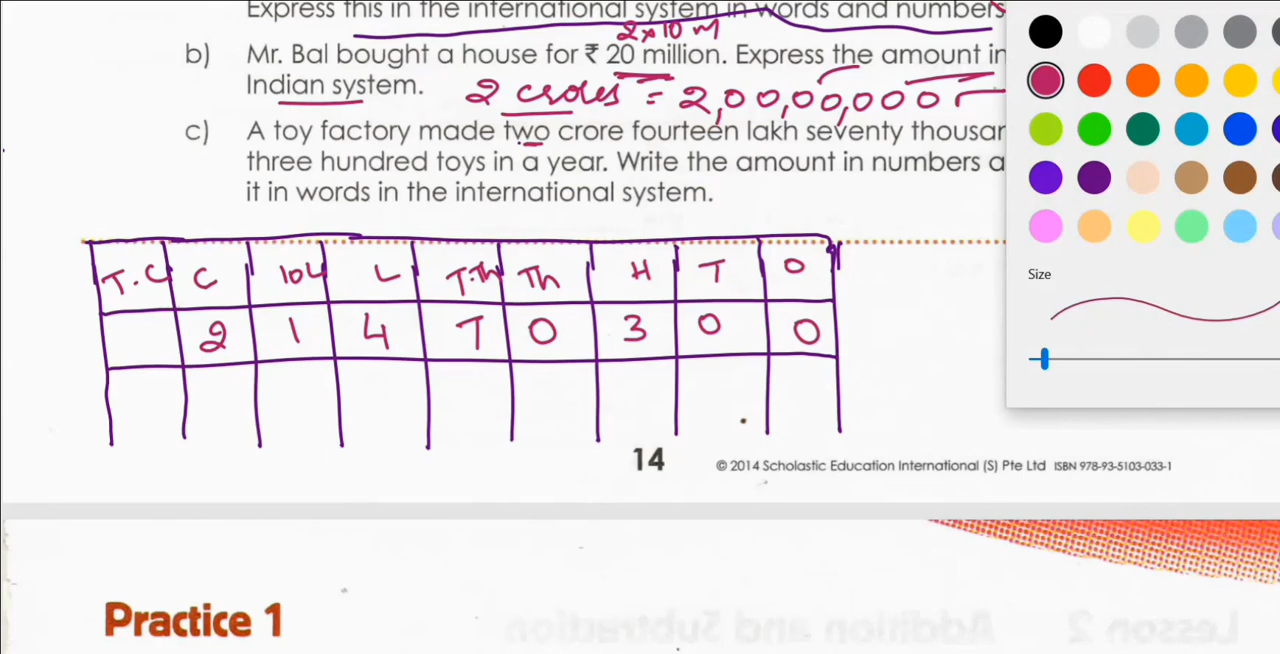 Express this in the international system in words and numbers
2 x 10 M
b) Mr. Bal bought a house for ₹ 20 million. Express the amount in
Indian system. 2 crores = 2,00,00,000
c) A toy factory made two crore fourteen lakh seventy thousan
three hundred toys in a year. Write the amount in numbers a
it in words in the international system.
T.C C 10L L T.Th Th H T O
2 1 4 7 0 3 0 0
14 © 2014 Scholastic Education International (S) Pte Ltd ISBN 978-93-5103-033-1
Practice 1
Lesson 2 Addition and Subtraction
Size